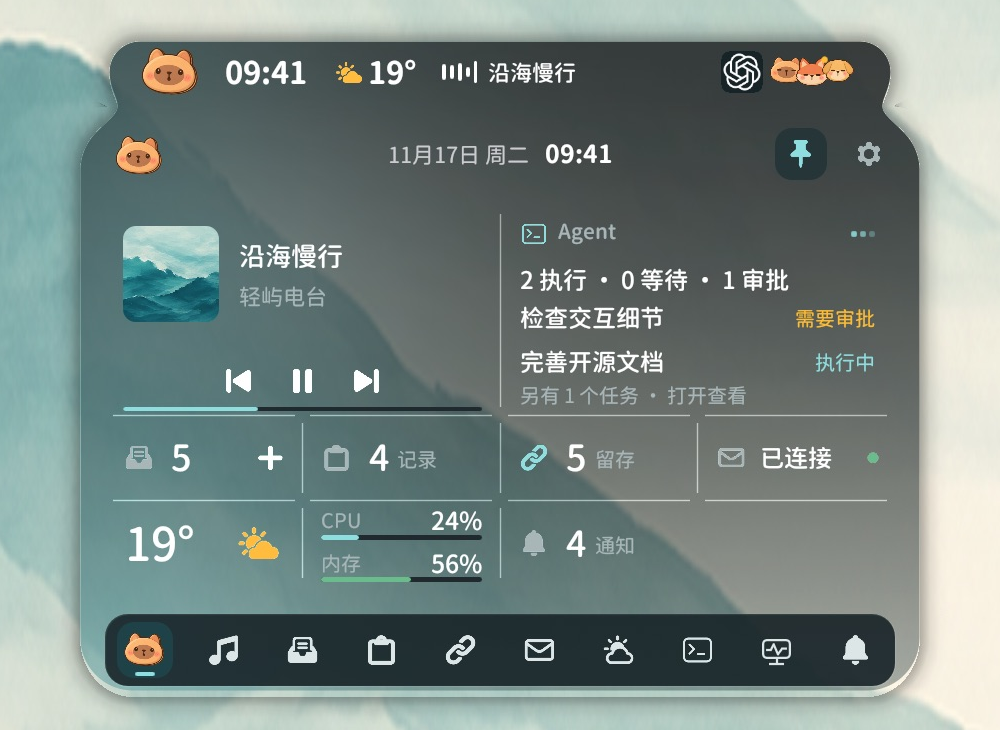 09:41 19° 沿海慢行
11月17日 周二 09:41
沿海慢行
轻屿电台
Agent
2 执行 · 0 等待 · 1 审批
检查交互细节 需要审批
完善开源文档 执行中
另有 1 个任务 · 打开查看
5 + 4 记录 5 留存 已连接
19°
CPU 24%
内存 56%
4 通知